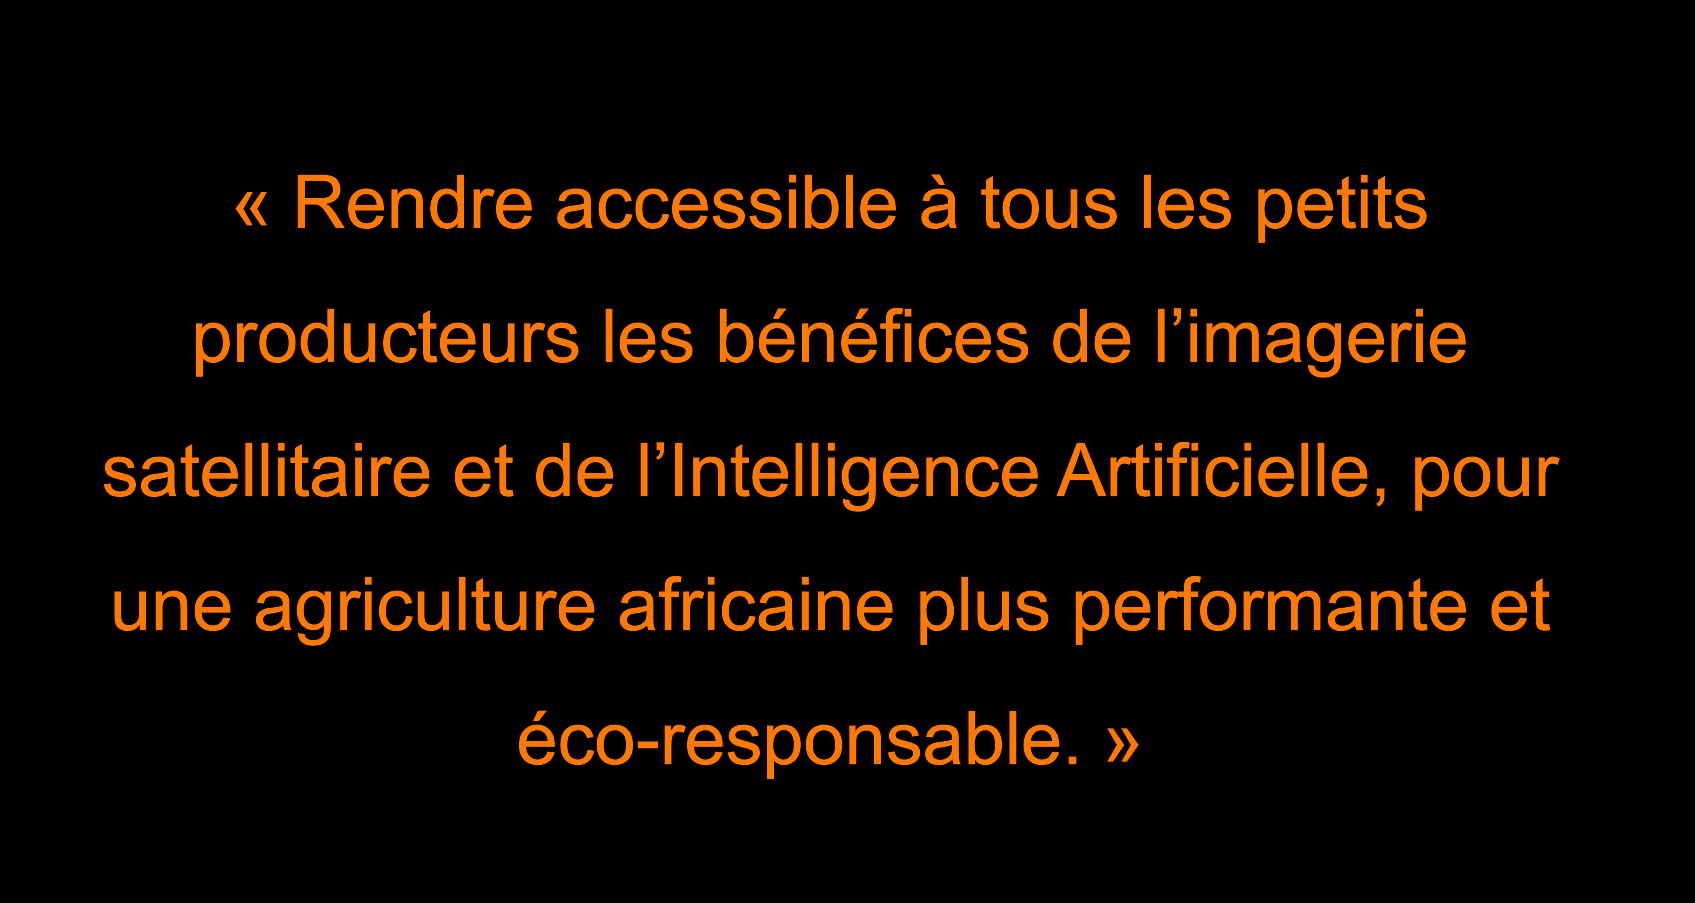 « Rendre accessible à tous les petits
producteurs les bénéfices de l’imagerie
satellitaire et de l’Intelligence Artificielle, pour
une agriculture africaine plus performante et
éco-responsable. »